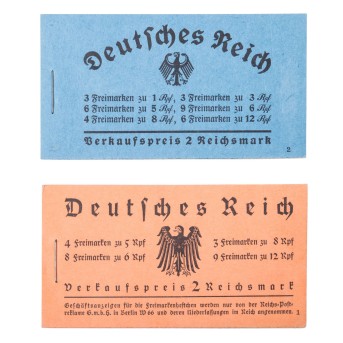 Deutsches Reich
3 Freimarken zu 1 Rpf, 3 Freimarken zu 3 Rpf
6 Freimarken zu 5 Rpf, 9 Freimarken zu 6 Rpf
4 Freimarken zu 8 Rpf, 6 Freimarken zu 12 Rpf
Verkaufspreis 2 Reichsmark
2
Deutsches Reich
4 Freimarken zu 5 Rpf 3 Freimarken zu 8 Rpf
8 Freimarken zu 6 Rpf 9 Freimarken zu 12 Rpf
Verkaufspreis 2 Reichsmark
Geschäftsanzeigen für die Freimarkenheftchen werden nur von der Reichs-Post-
reklame G.m.b.H. in Berlin W 66 und deren Niederlassungen im Reich angenommen. 3